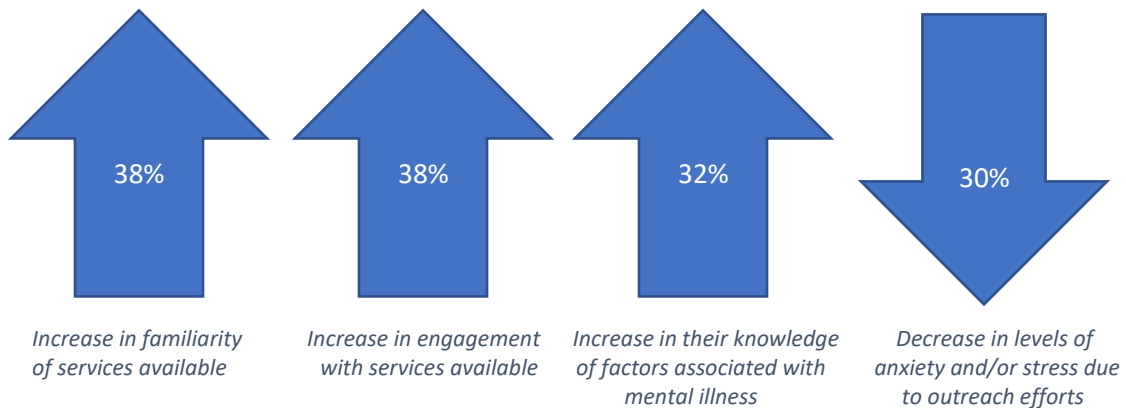 38%
38%
32%
30%
Increase in familiarity
of services available
Increase in engagement
with services available
Increase in their knowledge
of factors associated with
mental illness
Decrease in levels of
anxiety and/or stress due
to outreach efforts